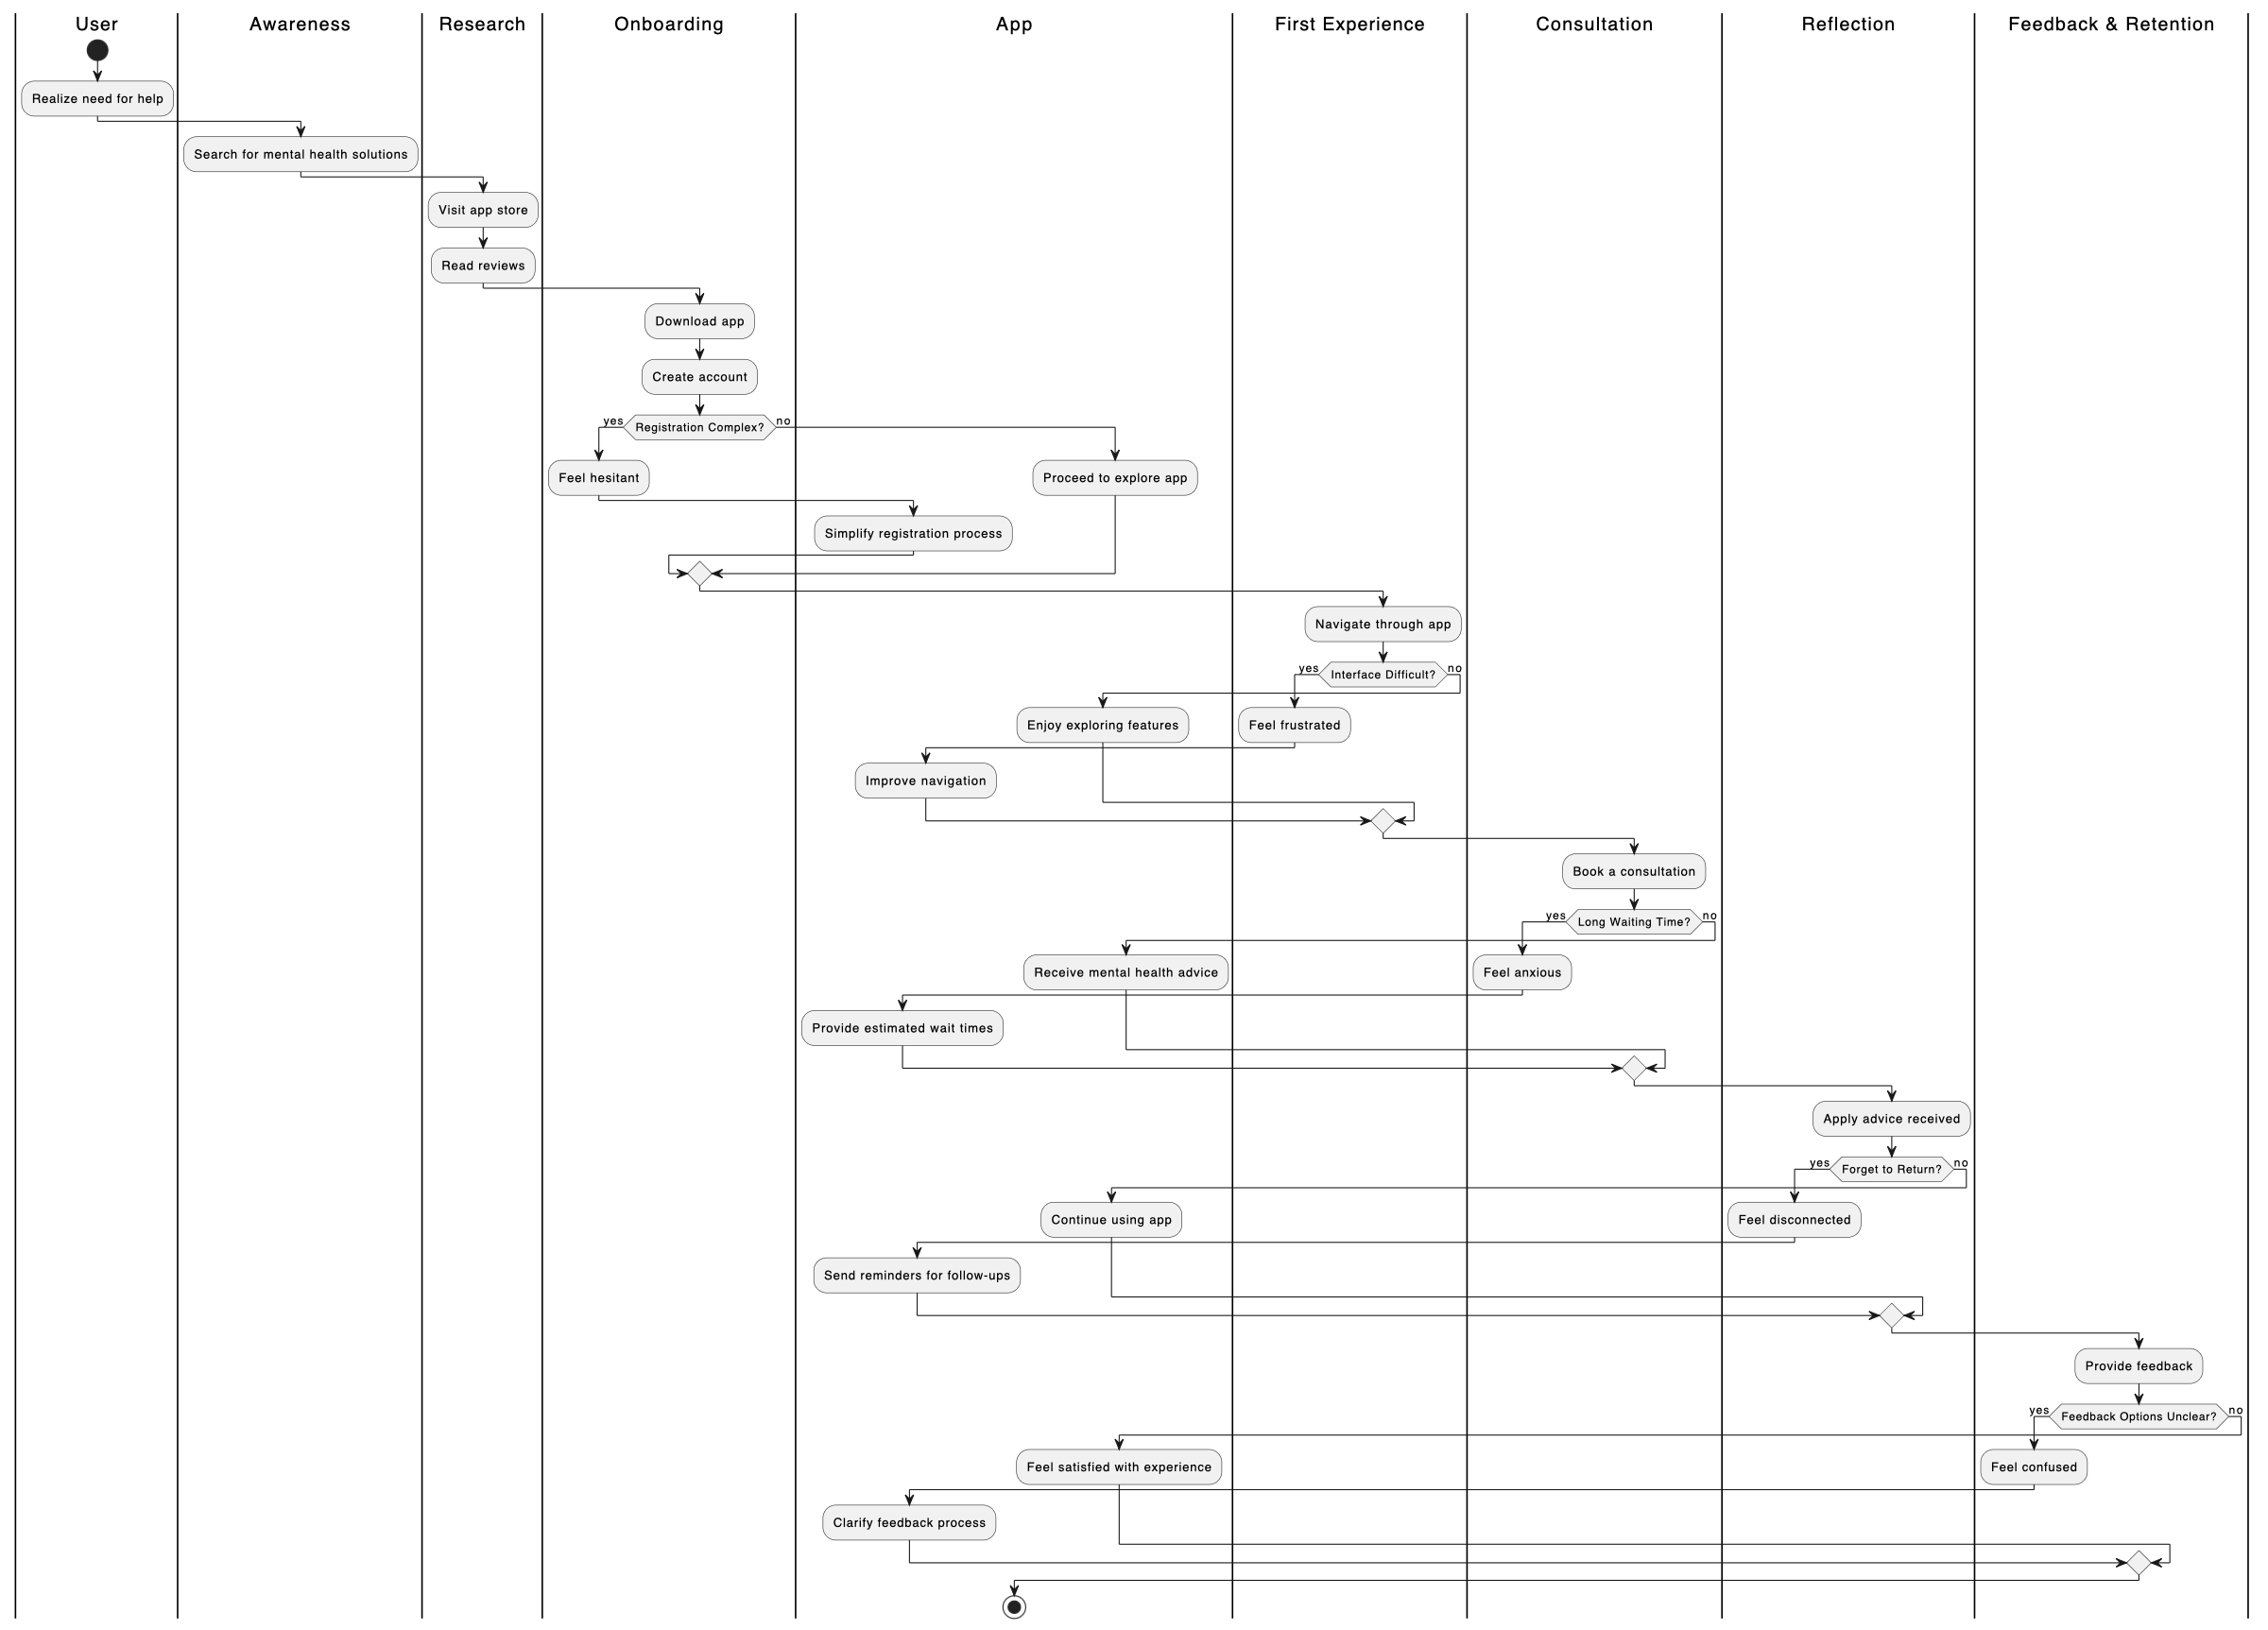 User
Awareness
Research
Onboarding
App
First Experience
Consultation
Reflection
Feedback & Retention
Realize need for help
Search for mental health solutions
Visit app store
Read reviews
Download app
Create account
yes
Registration Complex?
no
Feel hesitant
Proceed to explore app
Simplify registration process
Navigate through app
yes
Interface Difficult?
no
Enjoy exploring features
Feel frustrated
Improve navigation
Book a consultation
yes
Long Waiting Time?
no
Receive mental health advice
Feel anxious
Provide estimated wait times
Apply advice received
yes
Forget to Return?
no
Continue using app
Feel disconnected
Send reminders for follow-ups
Provide feedback
yes
Feedback Options Unclear?
no
Feel satisfied with experience
Feel confused
Clarify feedback process